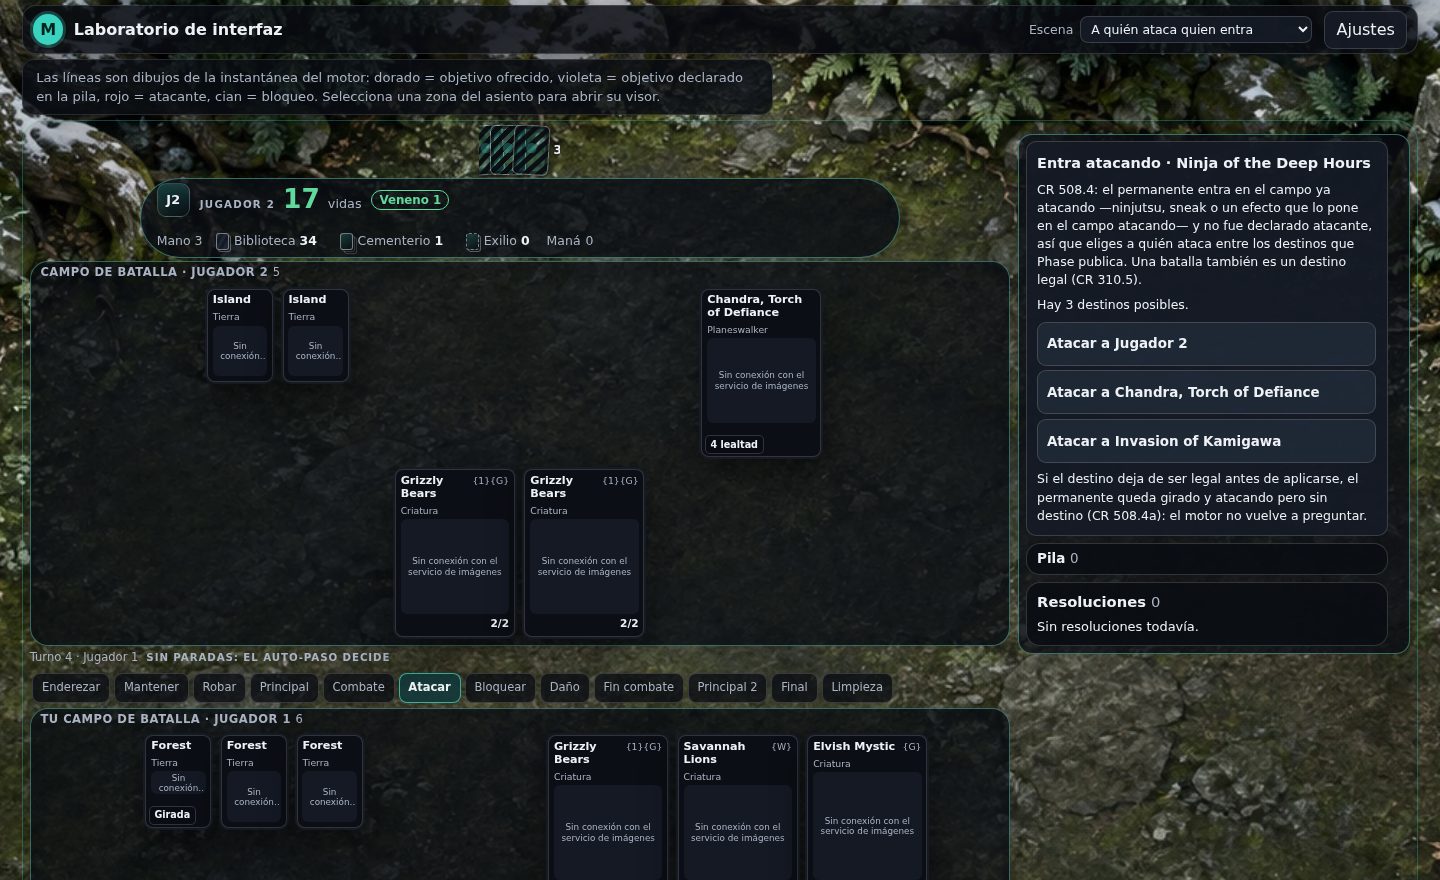 M Laboratorio de interfaz
Escena A quién ataca quien entra Ajustes
Las líneas son dibujos de la instantánea del motor: dorado = objetivo ofrecido, violeta = objetivo declarado
en la pila, rojo = atacante, cian = bloqueo. Selecciona una zona del asiento para abrir su visor.
3
J2 JUGADOR 2 17 vidas Veneno 1
Mano 3 Biblioteca 34 Cementerio 1 Exilio 0 Maná 0
CAMPO DE BATALLA · JUGADOR 2 5
Island
Tierra
Sin
conexión..
Island
Tierra
Sin
conexión..
Chandra, Torch
of Defiance
Planeswalker
Sin conexión con el
servicio de imágenes
4 lealtad
Grizzly
Bears
{1}{G}
Criatura
Sin conexión con el
servicio de imágenes
2/2
Grizzly
Bears
{1}{G}
Criatura
Sin conexión con el
servicio de imágenes
2/2
Turno 4 · Jugador 1 SIN PARADAS: EL AUTO-PASO DECIDE
Enderezar Mantener Robar Principal Combate Atacar Bloquear Daño Fin combate Principal 2 Final Limpieza
TU CAMPO DE BATALLA · JUGADOR 1 6
Forest
Tierra
Sin
conexión..
Girada
Forest
Tierra
Sin
conexión..
Forest
Tierra
Sin
conexión..
Grizzly
Bears
{1}{G}
Criatura
Sin conexión con el
servicio de imágenes
Savannah
Lions
{W}
Criatura
Sin conexión con el
servicio de imágenes
Elvish Mystic {G}
Criatura
Sin conexión con el
servicio de imágenes
Entra atacando · Ninja of the Deep Hours
CR 508.4: el permanente entra en el campo ya
atacando —ninjutsu, sneak o un efecto que lo pone
en el campo atacando— y no fue declarado atacante,
así que eliges a quién ataca entre los destinos que
Phase publica. Una batalla también es un destino
legal (CR 310.5).
Hay 3 destinos posibles.
Atacar a Jugador 2
Atacar a Chandra, Torch of Defiance
Atacar a Invasion of Kamigawa
Si el destino deja de ser legal antes de aplicarse, el
permanente queda girado y atacando pero sin
destino (CR 508.4a): el motor no vuelve a preguntar.
Pila 0
Resoluciones 0
Sin resoluciones todavía.